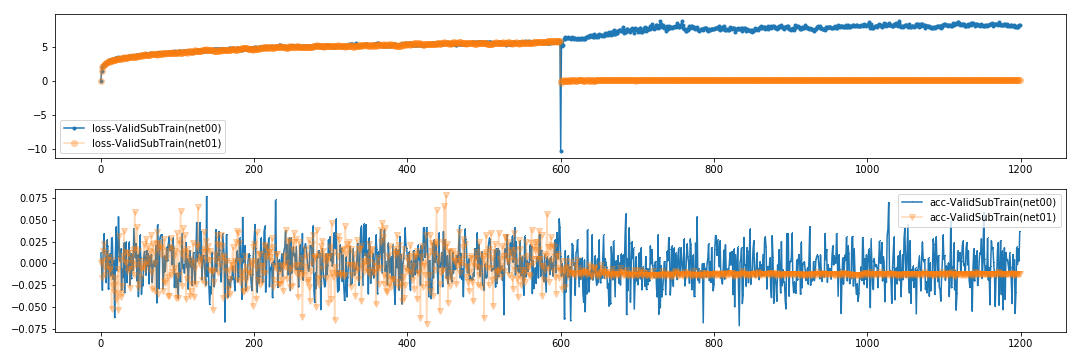 5
0
−5
−10
loss-ValidSubTrain(net00)
loss-ValidSubTrain(net01)
0 200 400 600 800 1000 1200
0.075
0.050
0.025
0.000
−0.025
−0.050
−0.075
acc-ValidSubTrain(net00)
acc-ValidSubTrain(net01)
0 200 400 600 800 1000 1200